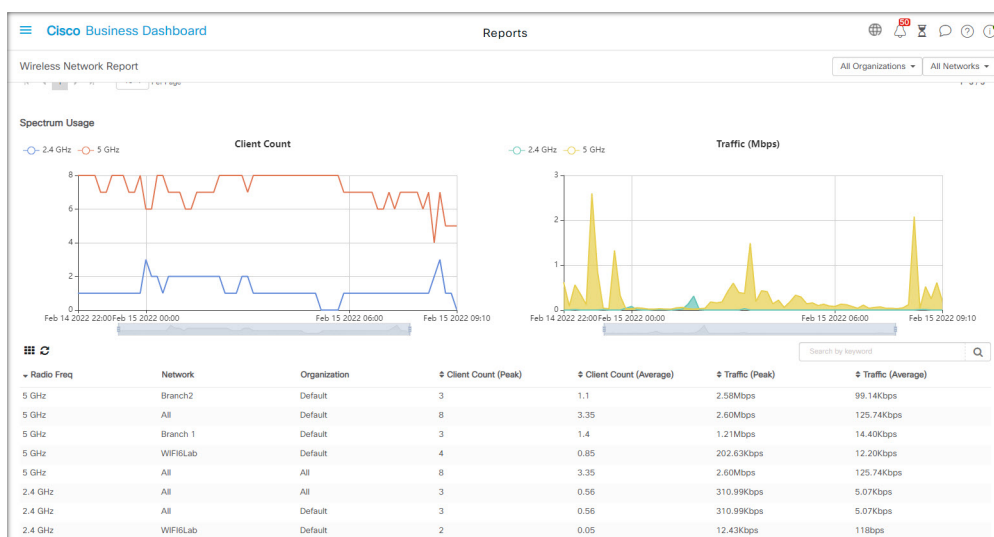 Cisco Business Dashboard
Reports
50
Wireless Network Report
All Organizations
All Networks
Spectrum Usage
2.4 GHz 5 GHz
Client Count
8
6
4
2
0
Feb 14 2022 22:00 Feb 15 2022 00:00 Feb 15 2022 06:00 Feb 15 2022 09:10
2.4 GHz 5 GHz
Traffic (Mbps)
3
2
1
0
Feb 14 2022 22:00 Feb 15 2022 00:00 Feb 15 2022 06:00 Feb 15 2022 09:10
Search by keyword
Radio Freq Network Organization Client Count (Peak) Client Count (Average) Traffic (Peak) Traffic (Average)
5 GHz Branch2 Default 3 1.1 2.58Mbps 99.14Kbps
5 GHz All Default 8 3.35 2.60Mbps 125.74Kbps
5 GHz Branch 1 Default 3 1.4 1.21Mbps 14.40Kbps
5 GHz WIFI6Lab Default 4 0.85 202.63Kbps 12.20Kbps
5 GHz All All 8 3.35 2.60Mbps 125.74Kbps
2.4 GHz All All 3 0.56 310.99Kbps 5.07Kbps
2.4 GHz All Default 3 0.56 310.99Kbps 5.07Kbps
2.4 GHz WIFI6Lab Default 2 0.05 12.43Kbps 118bps